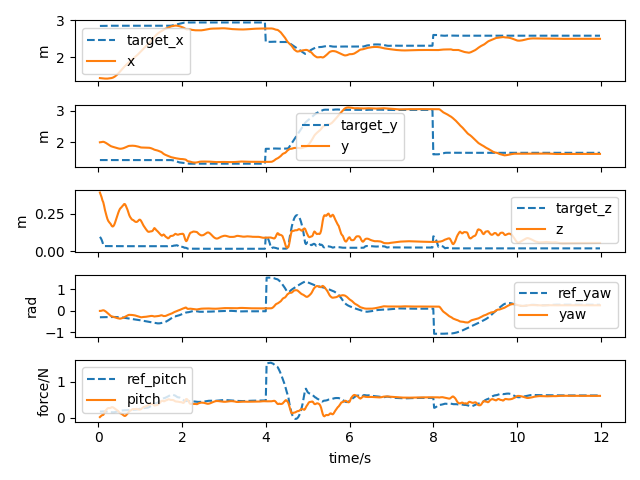 3
2
m
target_x
x
3
2
m
target_y
y
0.25
0.00
m
target_z
z
1
0
−1
rad
ref_yaw
yaw
1
0
force/N
ref_pitch
pitch
0 2 4 6 8 10 12
time/s